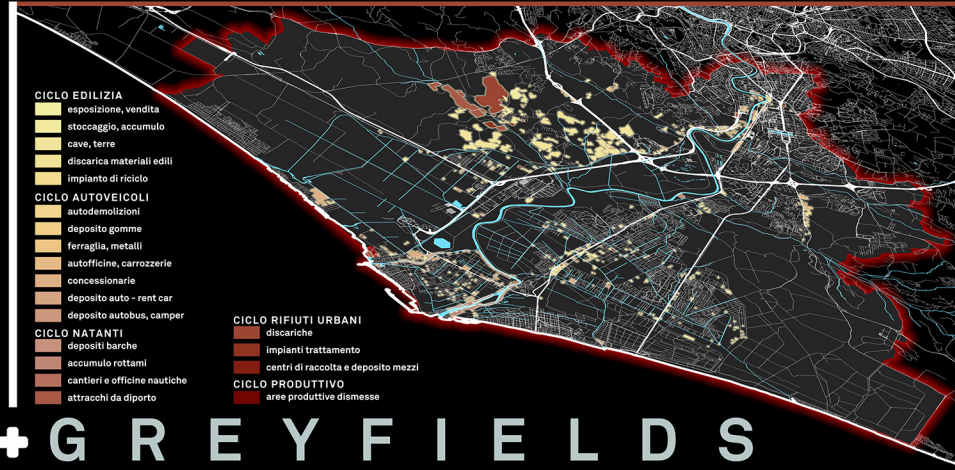 CICLO EDILIZIA
esposizione, vendita
stoccaggio, accumulo
cave, terre
discarica materiali edili
impianto di riciclo
CICLO AUTOVEICOLI
autodemolizioni
deposito gomme
ferraglia, metalli
autofficine, carrozzerie
concessionarie
deposito auto - rent car
deposito autobus, camper
CICLO NATANTI
depositi barche
accumulo rottami
cantieri e officine nautiche
attracchi da diporto
CICLO RIFIUTI URBANI
discariche
impianti trattamento
centri di raccolta e deposito mezzi
CICLO PRODUTTIVO
aree produttive dismesse
+GREYFIELDS